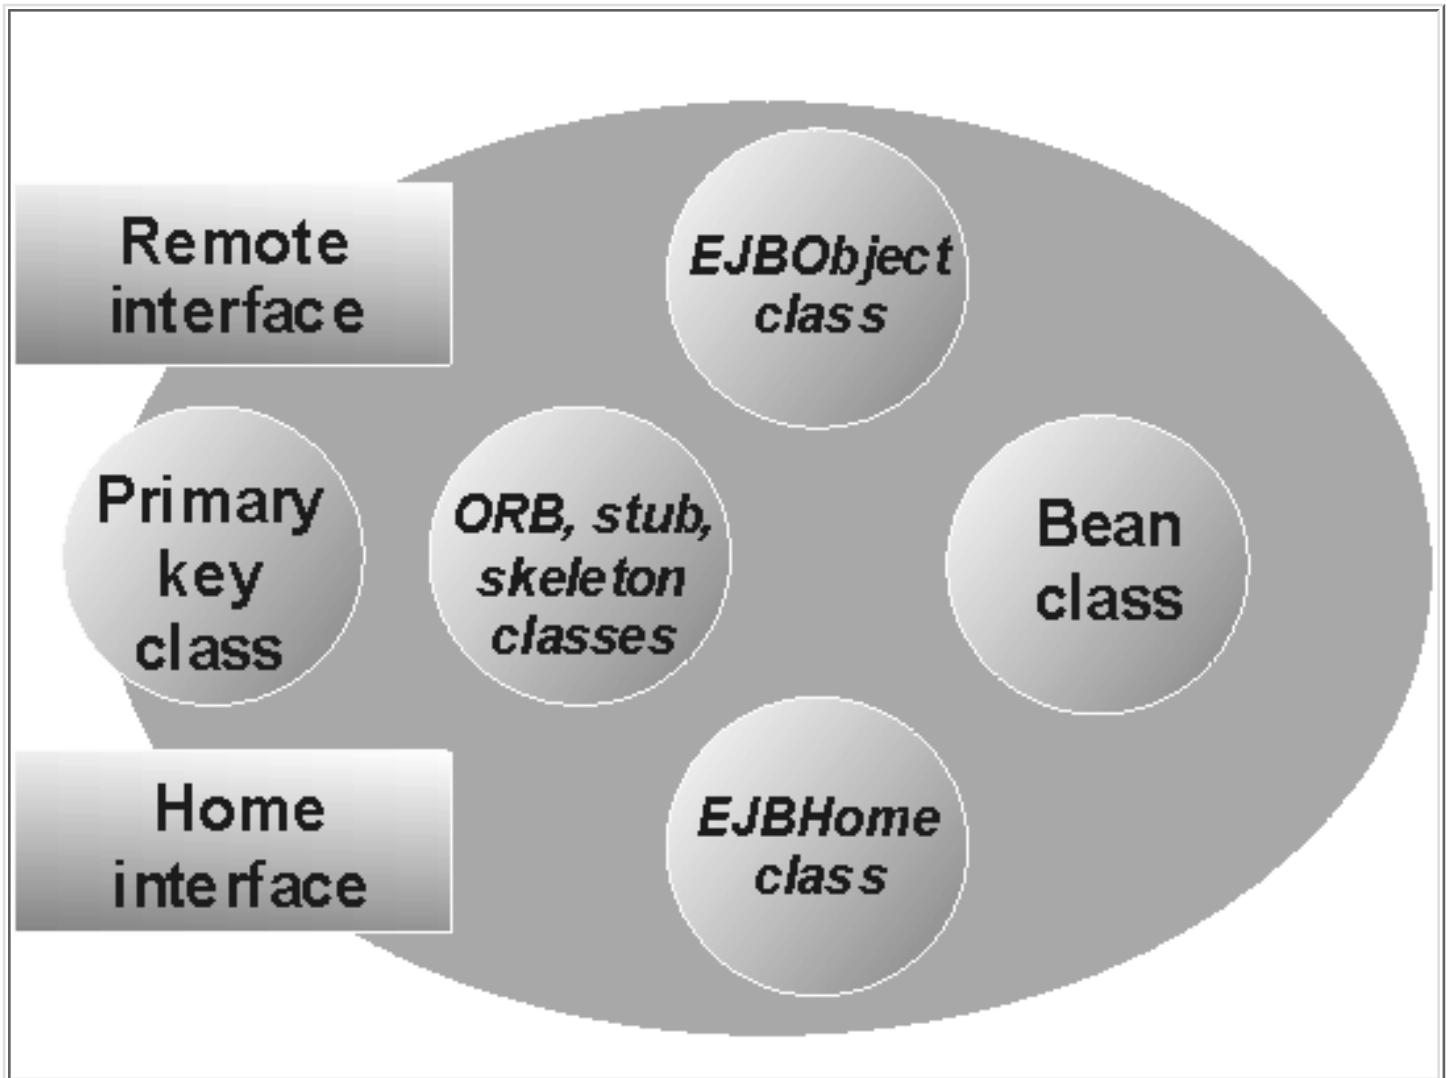 Remote
interface
EJBObject
class
Primary
key
class
ORB, stub,
skeleton
classes
Bean
class
Home
interface
EJBHome
class